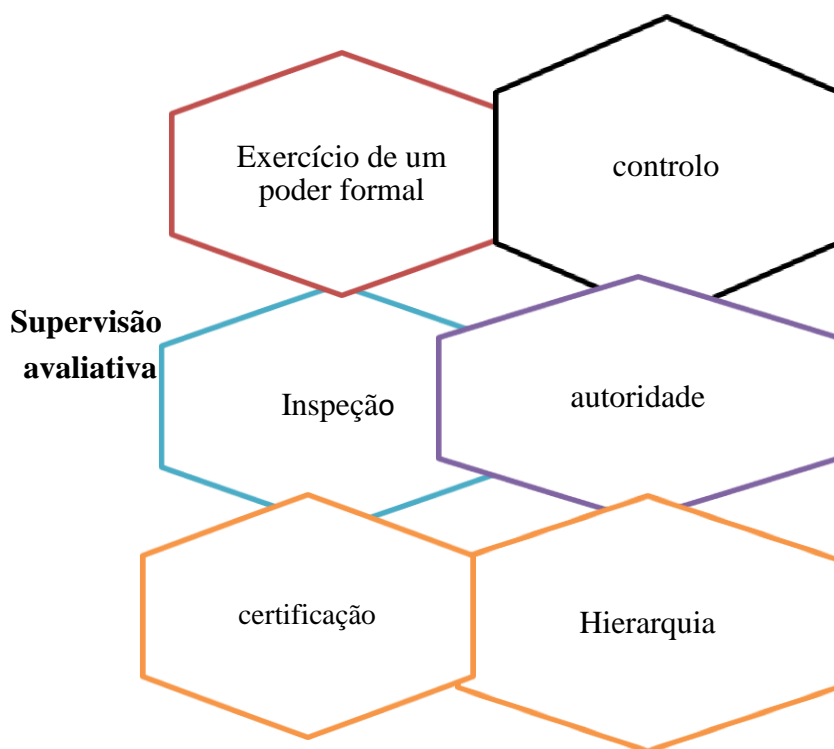 Exercício de um
poder formal
controlo
Supervisão
avaliativa
Inspeção
autoridade
certificação
Hierarquia